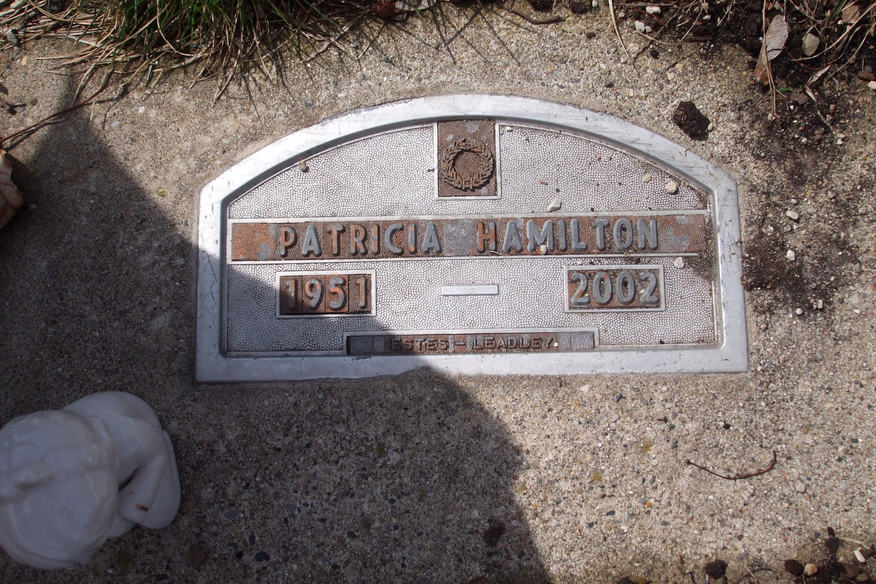 PATRICIA HAMILTON
1951 — 2002
ESTES — LEADLEY